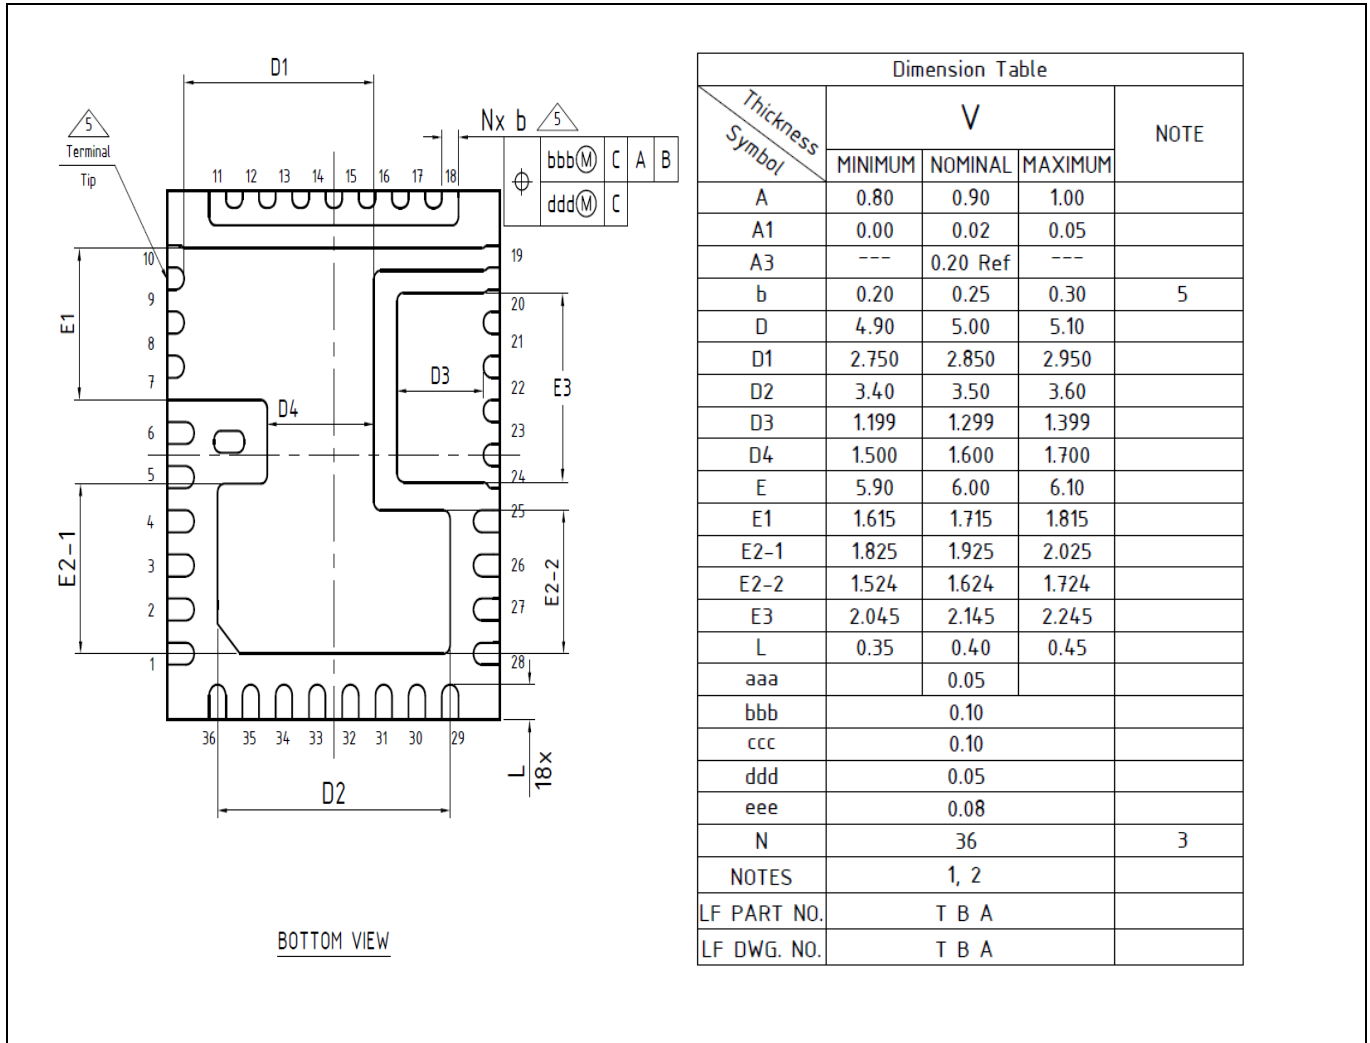 D1
5
Terminal
Tip
Nx b 5
bbbⓂ C A B
dddⓂ C
11 12 13 14 15 16 17 18
10
9
8
7
6
5
4
3
2
1
19
20
21
22
23
24
25
26
27
28
36 35 34 33 32 31 30 29
E1
E2-1
D4
D3
E3
E2-2
L
18x
D2
BOTTOM VIEW
Dimension Table
Thickness
Symbol
V
NOTE
MINIMUM NOMINAL MAXIMUM
A 0.80 0.90 1.00
A1 0.00 0.02 0.05
A3 --- 0.20 Ref ---
b 0.20 0.25 0.30 5
D 4.90 5.00 5.10
D1 2.750 2.850 2.950
D2 3.40 3.50 3.60
D3 1.199 1.299 1.399
D4 1.500 1.600 1.700
E 5.90 6.00 6.10
E1 1.615 1.715 1.815
E2-1 1.825 1.925 2.025
E2-2 1.524 1.624 1.724
E3 2.045 2.145 2.245
L 0.35 0.40 0.45
aaa 0.05
bbb 0.10
ccc 0.10
ddd 0.05
eee 0.08
N 36 3
NOTES 1, 2
LF PART NO. T B A
LF DWG. NO. T B A